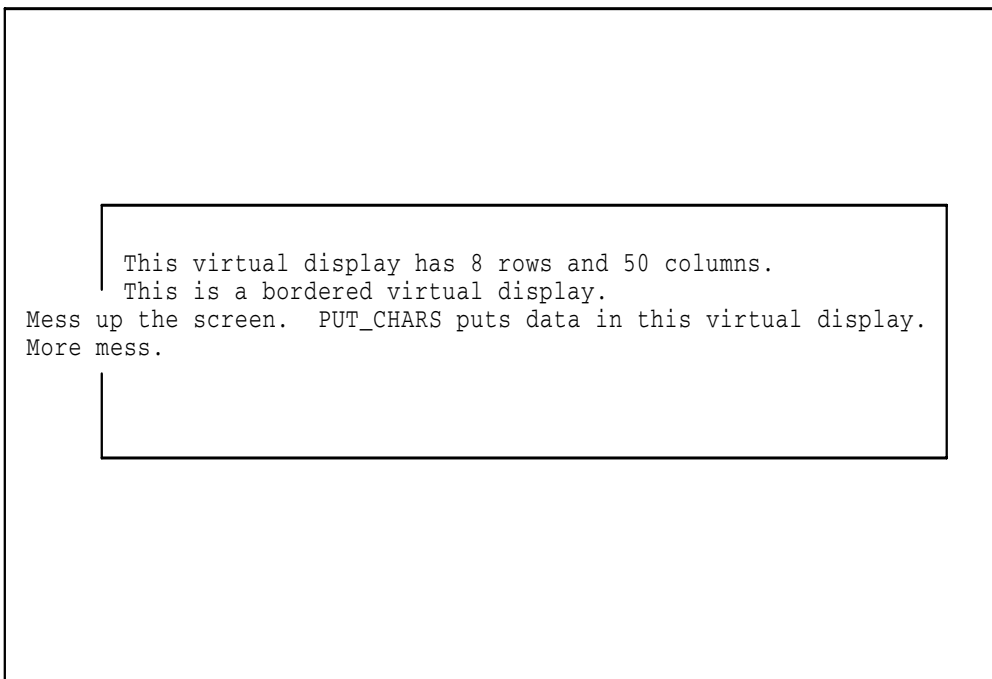 This virtual display has 8 rows and 50 columns.
This is a bordered virtual display.
Mess up the screen.  PUT_CHARS puts data in this virtual display.
More mess.